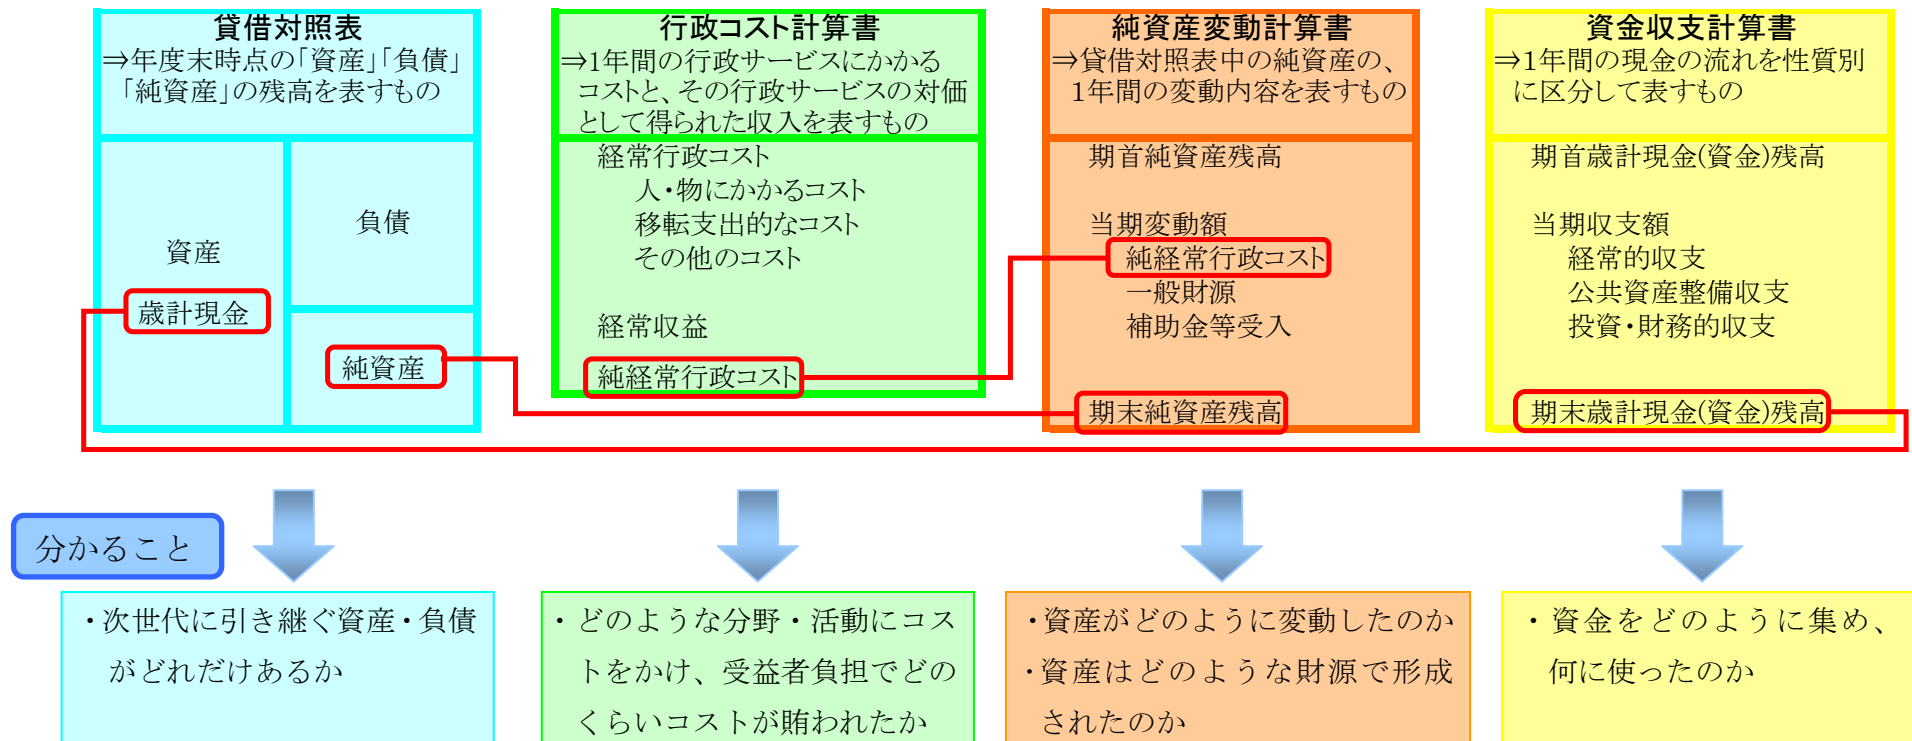 貸借対照表
⇒年度末時点の「資産」「負債」
「純資産」の残高を表すもの
資産
歳計現金
負債
純資産
行政コスト計算書
⇒1年間の行政サービスにかかる
コストと、その行政サービスの対価
として得られた収入を表すもの
経常行政コスト
人・物にかかるコスト
移転支出的なコスト
その他のコスト
経常収益
純経常行政コスト
純資産変動計算書
⇒貸借対照表中の純資産の、
1年間の変動内容を表すもの
期首純資産残高
当期変動額
純経常行政コスト
一般財源
補助金等受入
期末純資産残高
資金収支計算書
⇒1年間の現金の流れを性質別
に区分して表すもの
期首歳計現金(資金)残高
当期収支額
経常的収支
公共資産整備収支
投資・財務的収支
期末歳計現金(資金)残高
分かること
・次世代に引き継ぐ資産・負債
がどれだけあるか
・どのような分野・活動にコス
トをかけ、受益者負担でどの
くらいコストが賄われたか
・資産がどのように変動したのか
・資産はどのような財源で形成
されたのか
・資金をどのように集め、
何に使ったのか